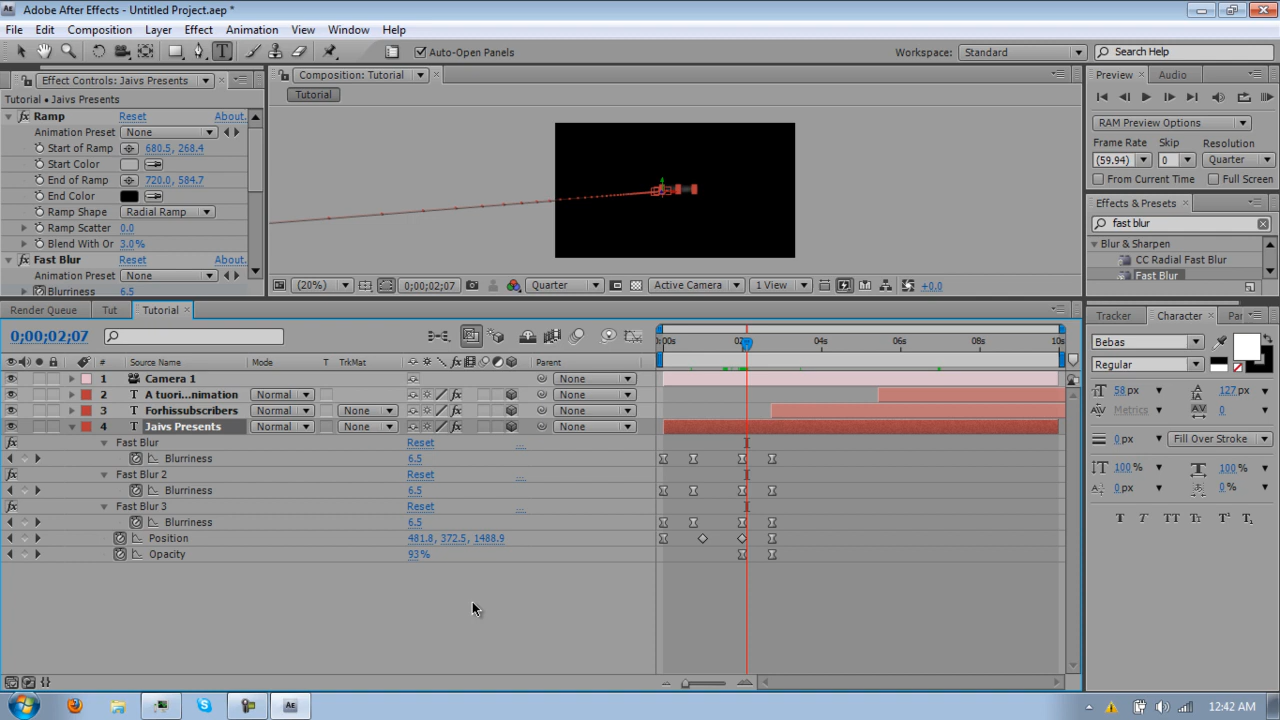 Adobe After Effects - Untitled Project.aep *
File Edit Composition Layer Effect Animation View Window Help
Auto-Open Panels
Workspace: Standard
Search Help
Effect Controls: Jaivs Presents
Tutorial • Jaivs Presents
fx Ramp Reset About.
Animation Preset None
Start of Ramp 680.5, 268.4
Start Color
End of Ramp 720.0, 584.7
End Color
Ramp Shape Radial Ramp
Ramp Scatter 0.0
Blend With Or 3.0%
fx Fast Blur Reset About.
Animation Preset None
Blurriness 6.5
Composition: Tutorial
Tutorial
(20%) 0;00;02;07 Quarter Active Camera 1 View +0.0
Preview Audio
RAM Preview Options
Frame Rate Skip Resolution
(59.94) 0 Quarter
From Current Time Full Screen
Effects & Presets
fast blur
Blur & Sharpen
CC Radial Fast Blur
Fast Blur
Render Queue Tut Tutorial
0;00;02;07
0:00s 02 04s 06s 08s 10s
# Source Name Mode T TrkMat Parent
1 Camera 1 None
2 T A tuori...nimation Normal None
3 T Forhissubscribers Normal None None
4 T Jaivs Presents Normal None None
fx Fast Blur Reset ...
Blurriness 6.5
fx Fast Blur 2 Reset ...
Blurriness 6.5
fx Fast Blur 3 Reset ...
Blurriness 6.5
Position 481.8, 372.5, 1488.9
Opacity 93%
Tracker Character Par
Bebas
Regular
58 px 127 px
Metrics AV 0
0 px Fill Over Stroke
100 % 100 %
0 px 0 %
T T TT Tr T¹ T₁
12:42 AM